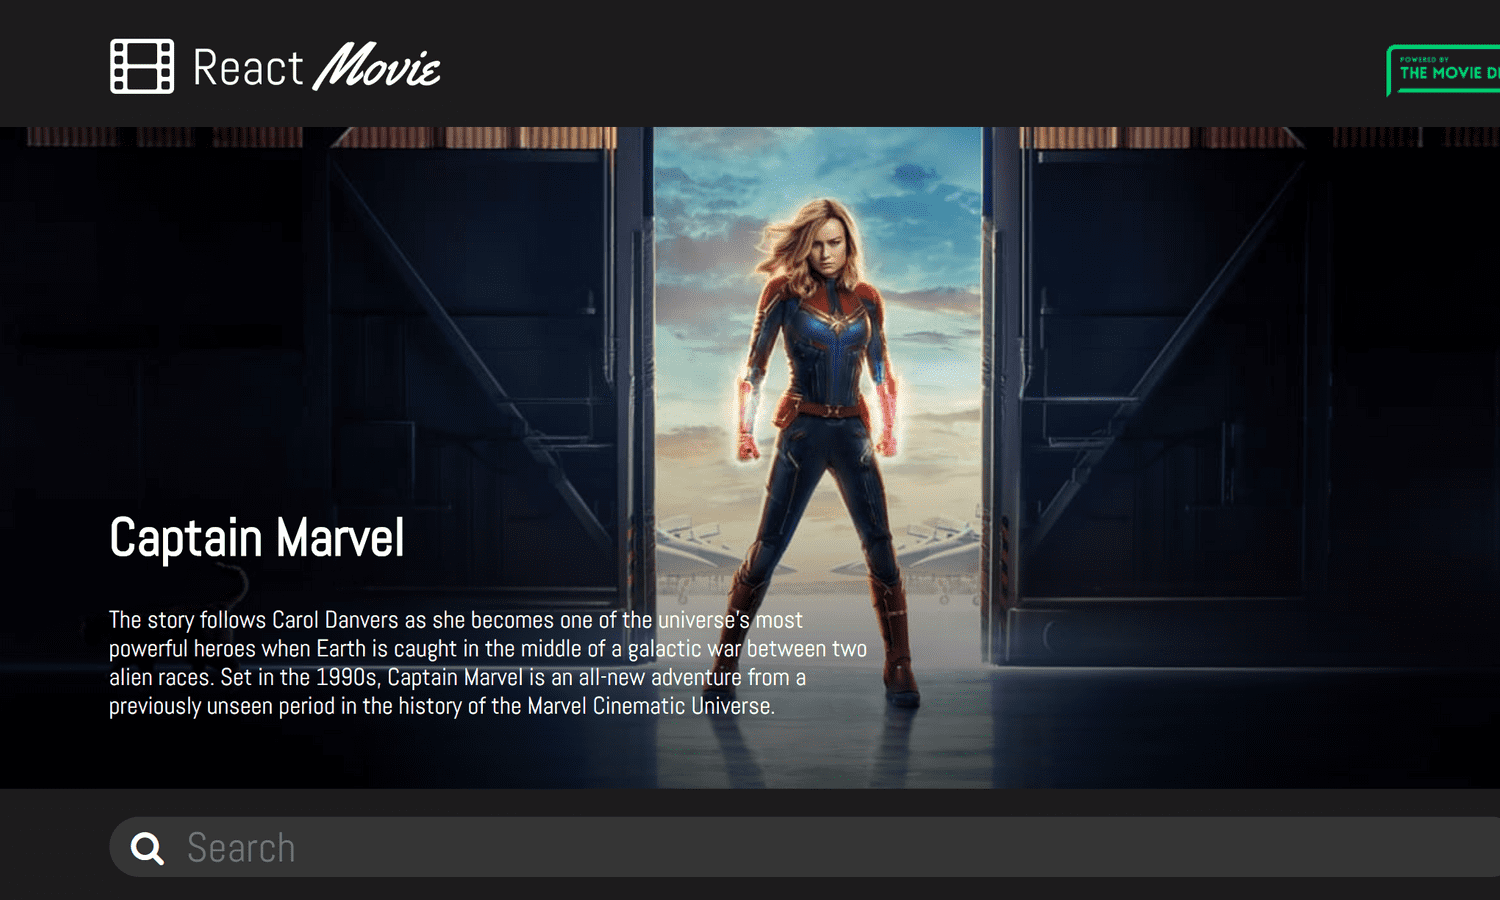 React Movie
POWERED BY
THE MOVIE
Captain Marvel
The story follows Carol Danvers as she becomes one of the universe's most
powerful heroes when Earth is caught in the middle of a galactic war between two
alien races. Set in the 1990s, Captain Marvel is an all-new adventure from a
previously unseen period in the history of the Marvel Cinematic Universe.
Search